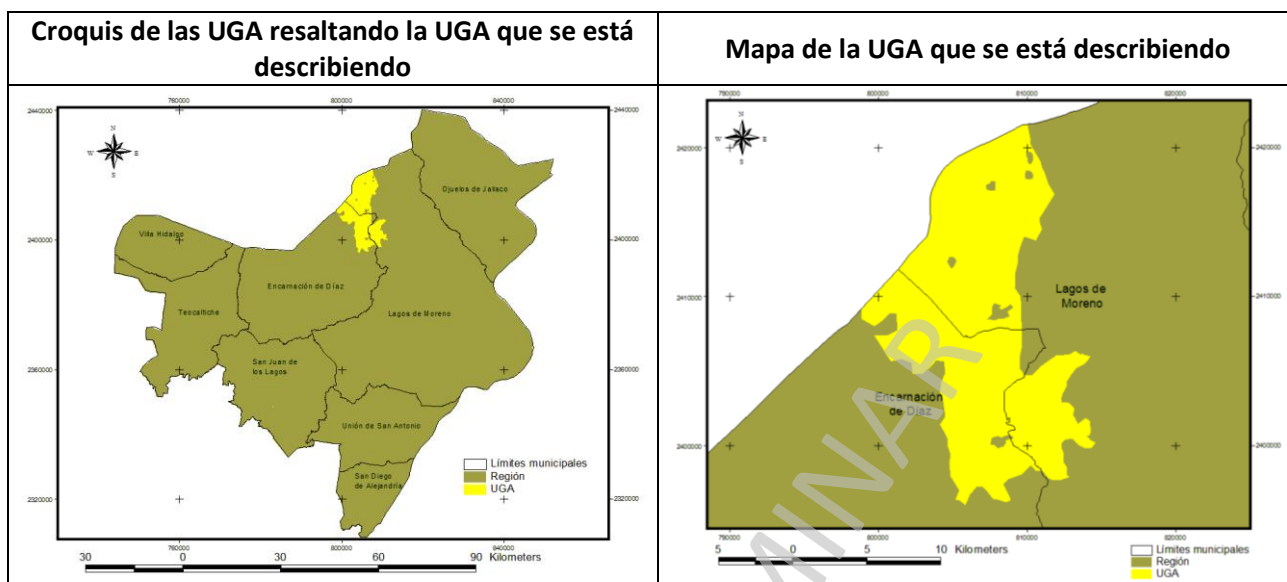 Croquis de las UGA resaltando la UGA que se está
describiendo
Mapa de la UGA que se está describiendo
760000
800000
840000
2440000
2440000
N
W
E
S
Ojuelos de Jalisco
Villa Hidalgo
2400000
2400000
Encarnación de Díaz
Teocaltiche
Lagos de Moreno
San Juan de
los Lagos
2360000
2360000
Unión de San Antonio
San Diego
de Alejandría
Límites municipales
Región
UGA
2320000
2320000
760000
800000
840000
30
0
30
60
90 Kilometers
790000
800000
810000
820000
N
W
E
S
2420000
2420000
Lagos de
Moreno
2410000
2410000
Encarnación
de Díaz
2400000
2400000
MINAR
790000
800000
810000
820000
5
0
5
10 Kilometers
Límites municipales
Región
UGA